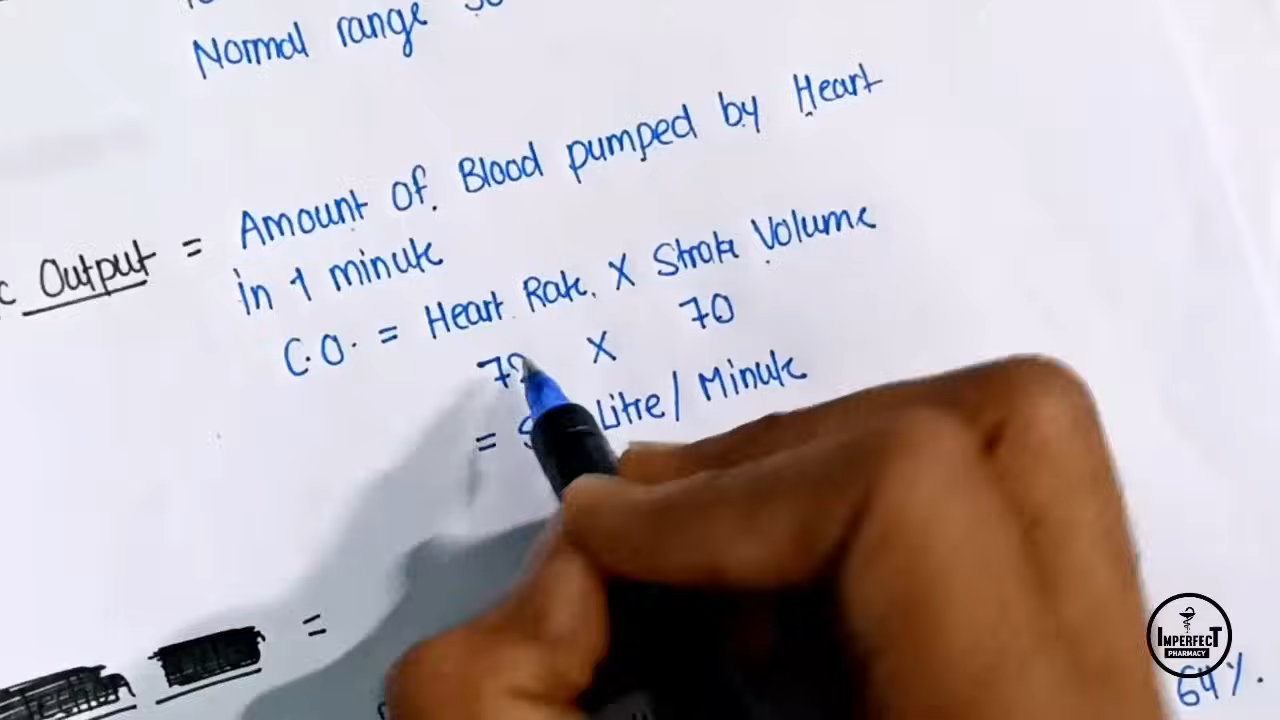 Normal range
Amount of. Blood pumped by Heart
Output =
in 1 minute
C.O. = Heart Rate. X Stroke Volume
X 70
= Litre/ Minute
=
IMPERFECT
PHARMACY
64%.